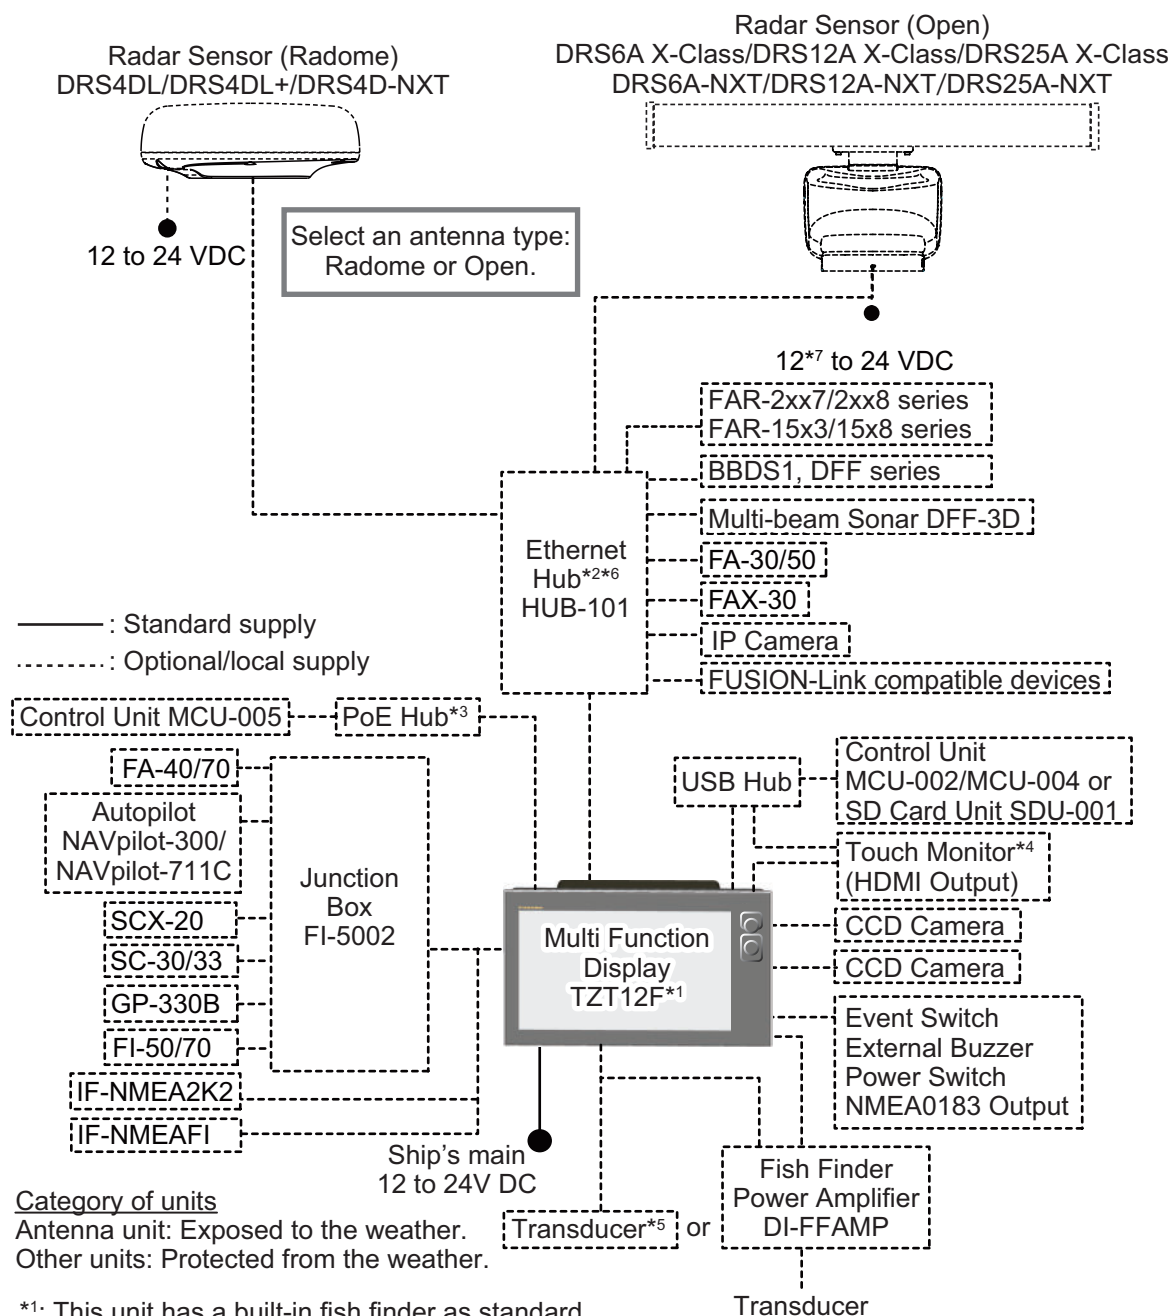 Radar Sensor (Radome)
DRS4DL/DRS4DL+/DRS4D-NXT
Radar Sensor (Open)
DRS6A X-Class/DRS12A X-Class/DRS25A X-Class
DRS6A-NXT/DRS12A-NXT/DRS25A-NXT
12 to 24 VDC
Select an antenna type:
Radome or Open.
12*7 to 24 VDC
FAR-2xx7/2xx8 series
FAR-15x3/15x8 series
BBDS1, DFF series
Multi-beam Sonar DFF-3D
FA-30/50
FAX-30
IP Camera
FUSION-Link compatible devices
Ethernet
Hub*2*6
HUB-101
: Standard supply
: Optional/local supply
Control Unit MCU-005
PoE Hub*3
FA-40/70
Autopilot
NAVpilot-300/
NAVpilot-711C
SCX-20
SC-30/33
GP-330B
FI-50/70
IF-NMEA2K2
IF-NMEAFI
Junction
Box
FI-5002
USB Hub
Control Unit
MCU-002/MCU-004 or
SD Card Unit SDU-001
Touch Monitor*4
(HDMI Output)
CCD Camera
CCD Camera
Multi Function
Display
TZT12F*1
Event Switch
External Buzzer
Power Switch
NMEA0183 Output
Ship's main
12 to 24V DC
Fish Finder
Power Amplifier
DI-FFAMP
Transducer*5 or
Transducer
Category of units
Antenna unit: Exposed to the weather.
Other units: Protected from the weather.
*1: This unit has a built-in fish finder as standard